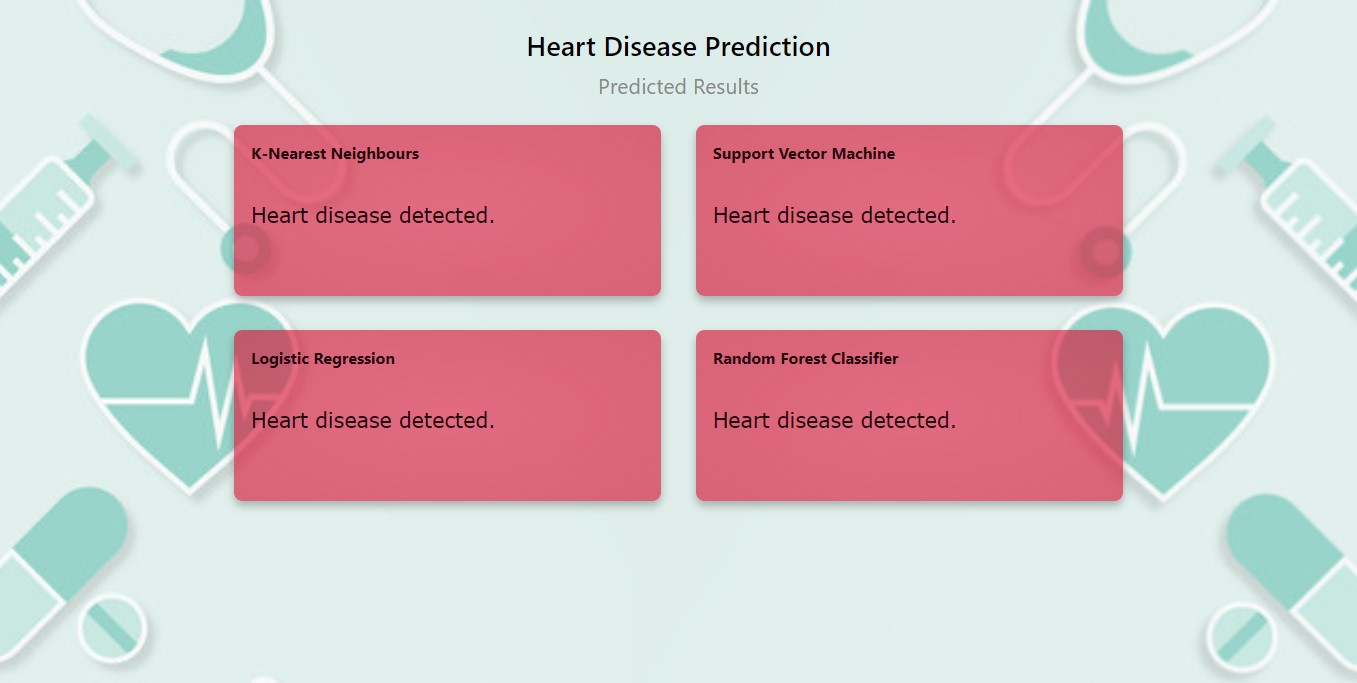 Heart Disease Prediction
Predicted Results
K-Nearest Neighbours
Heart disease detected.
Support Vector Machine
Heart disease detected.
Logistic Regression
Heart disease detected.
Random Forest Classifier
Heart disease detected.